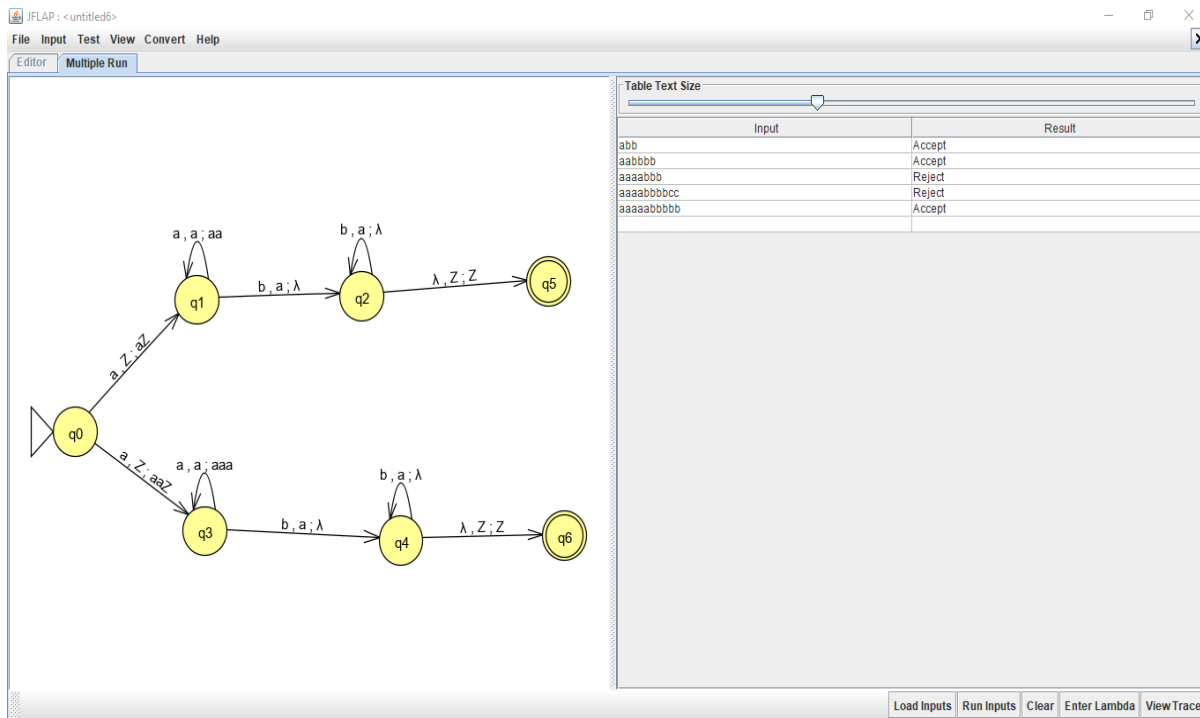 JFLAP : <untitled6>
File Input Test View Convert Help
Editor Multiple Run
Table Text Size
Input Result
abb Accept
aabbbb Accept
aaaabbb Reject
aaaabbbbcc Reject
aaaaabbbbb Accept
a , a ; aa
b , a ; λ
q1
b , a ; λ
q2
λ , Z ; Z
q5
a , Z ; aZ
q0
a , Z ; aaZ
a , a ; aaa
b , a ; λ
q3
b , a ; λ
q4
λ , Z ; Z
q6
Load Inputs Run Inputs Clear Enter Lambda View Trace